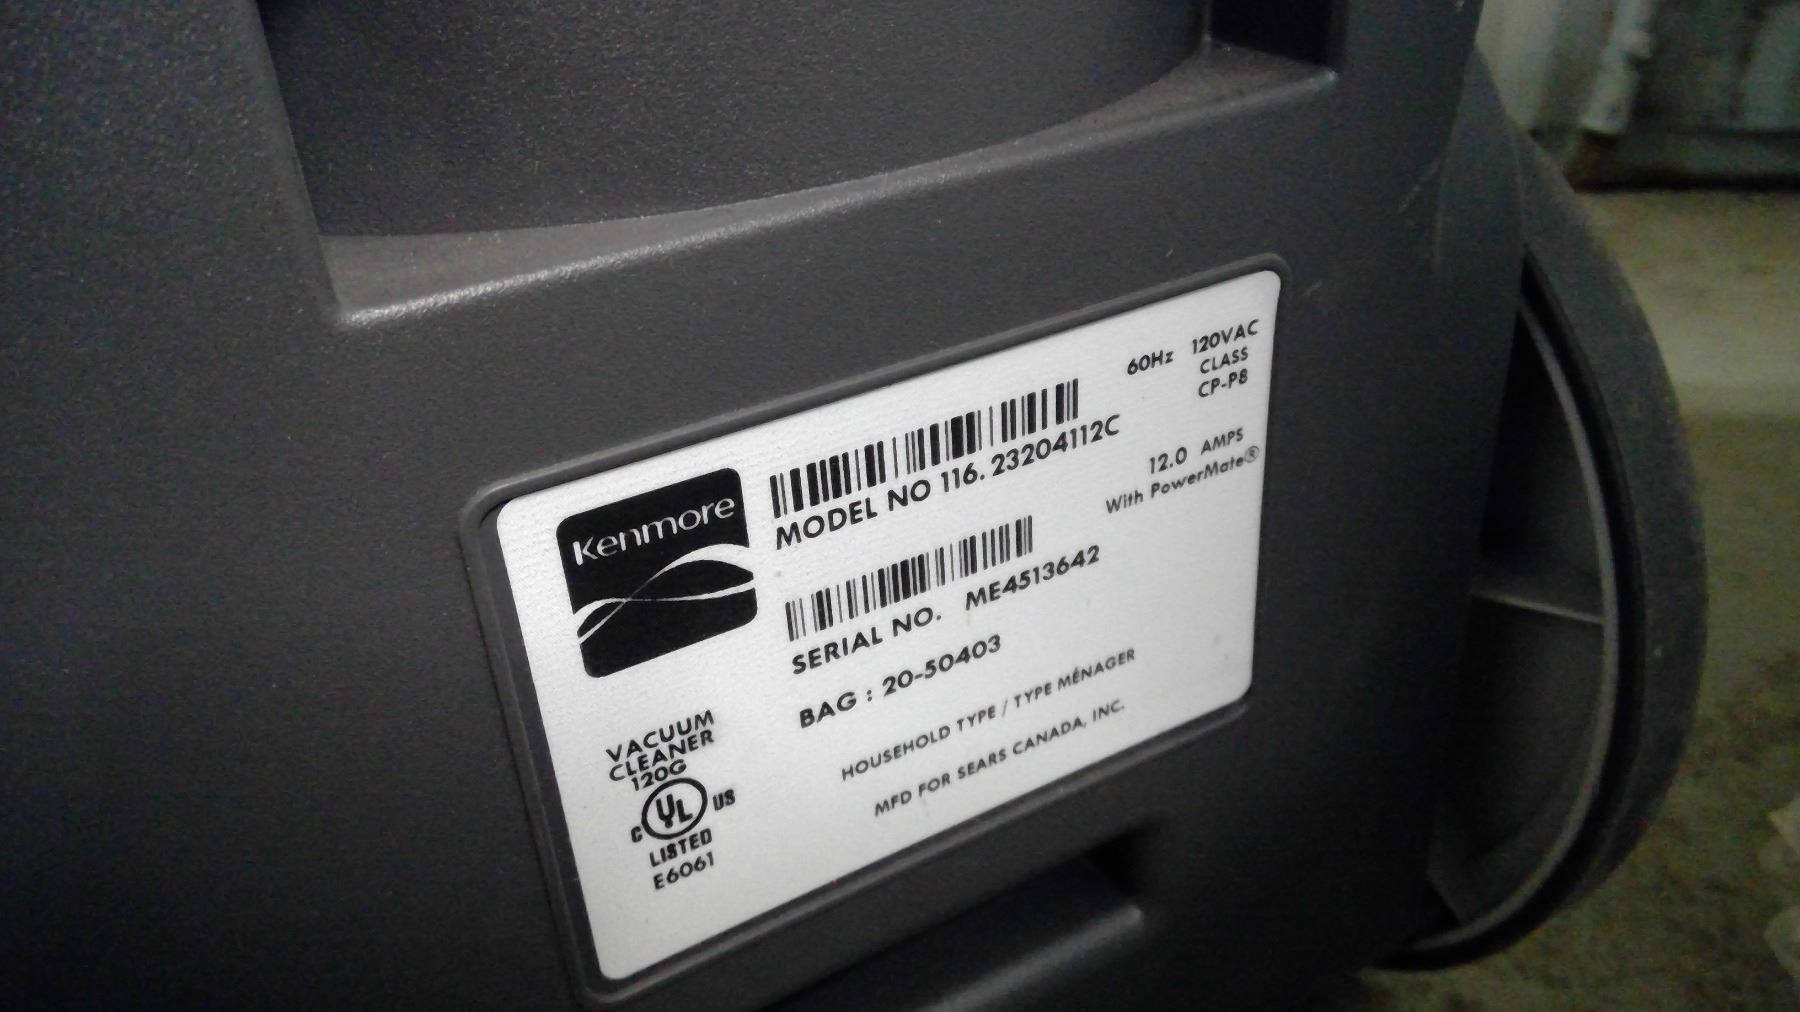 Kenmore
MODEL NO 116. 23204112C
60Hz 120VAC
CLASS
CP-P8
12.0 AMPS
With PowerMate®
SERIAL NO. ME4513642
BAG : 20-50403
HOUSEHOLD TYPE / TYPE MÉNAGER
MFD FOR SEARS CANADA, INC.
VACUUM
CLEANER
120G
C UL US
LISTED
E6061